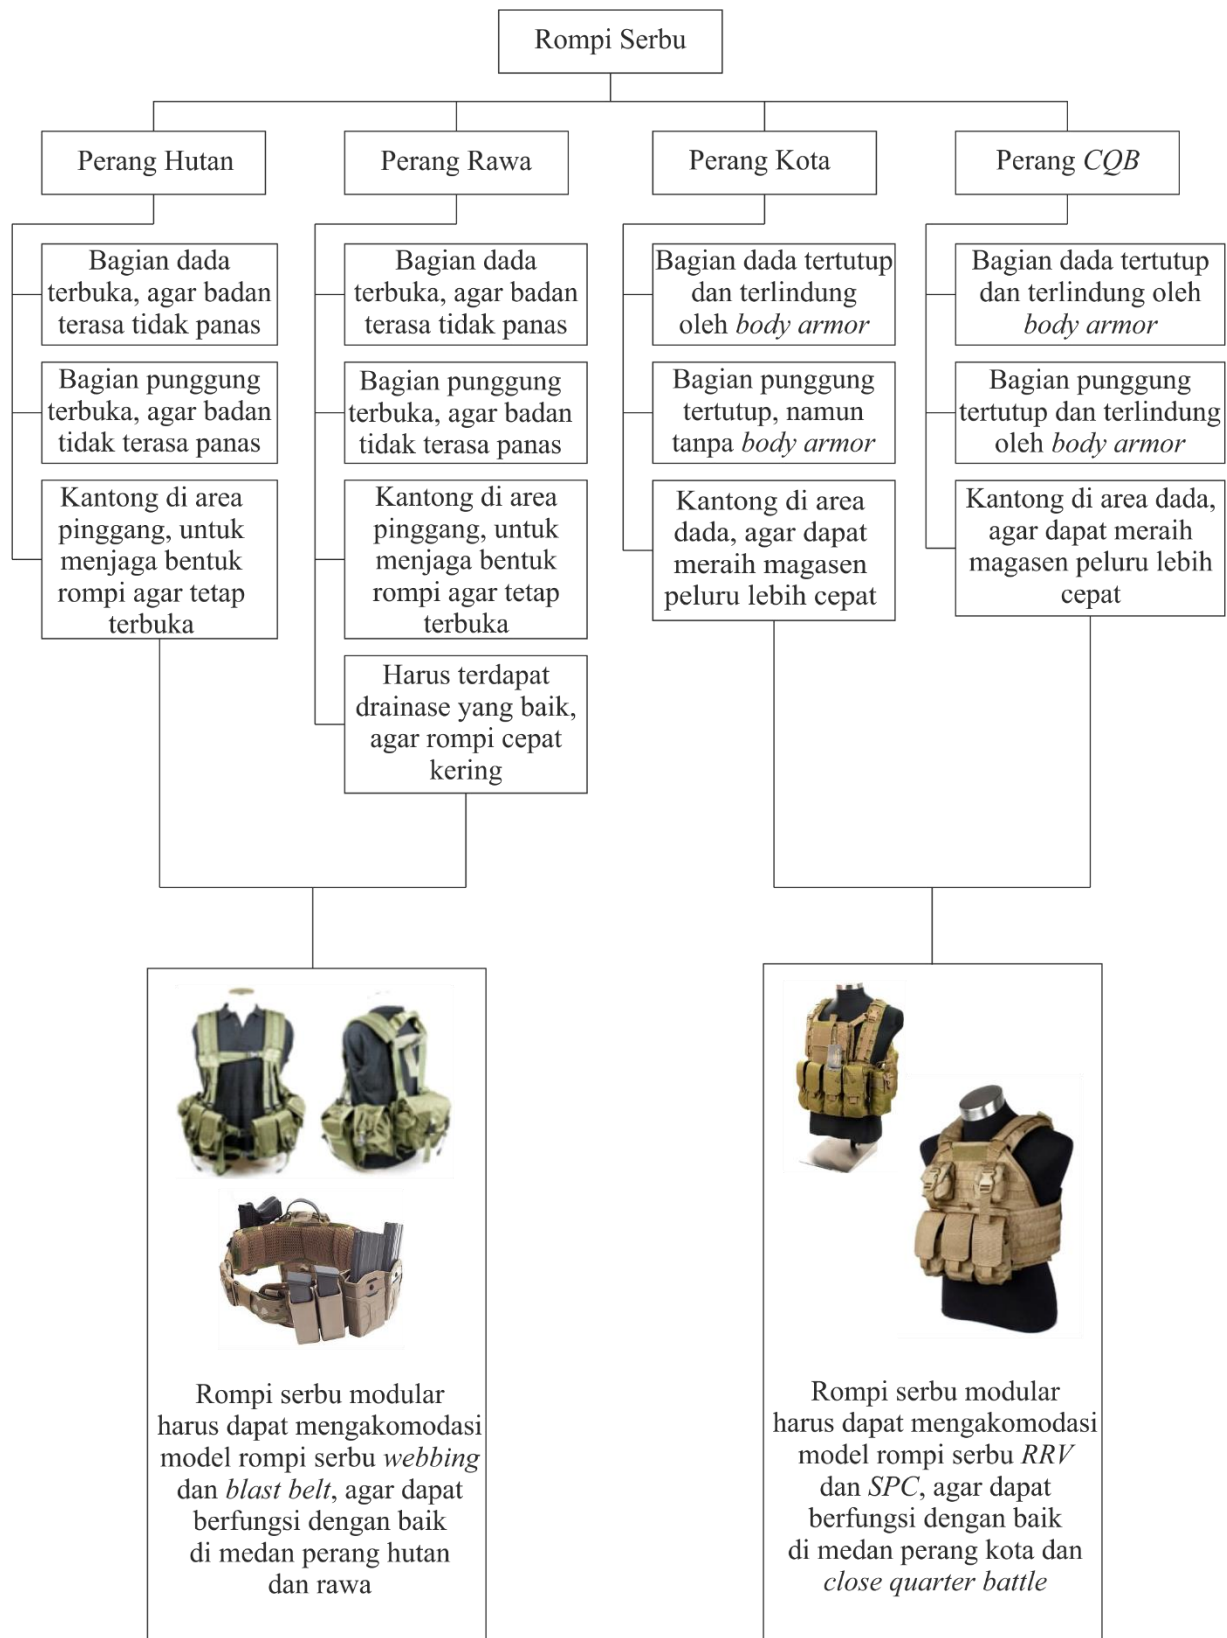 Rompi Serbu
Perang Hutan
Perang Rawa
Perang Kota
Perang CQB
Bagian dada
terbuka, agar badan
terasa tidak panas
Bagian punggung
terbuka, agar badan
tidak terasa panas
Kantong di area
pinggang, untuk
menjaga bentuk
rompi agar tetap
terbuka
Bagian dada
terbuka, agar badan
terasa tidak panas
Bagian punggung
terbuka, agar badan
tidak terasa panas
Kantong di area
pinggang, untuk
menjaga bentuk
rompi agar tetap
terbuka
Harus terdapat
drainase yang baik,
agar rompi cepat
kering
Bagian dada tertutup
dan terlindung
oleh body armor
Bagian punggung
tertutup, namun
tanpa body armor
Kantong di area
dada, agar dapat
meraih magasen
peluru lebih cepat
Bagian dada tertutup
dan terlindung oleh
body armor
Bagian punggung
tertutup dan terlindung
oleh body armor
Kantong di area dada,
agar dapat meraih
magasen peluru lebih
cepat
Rompi serbu modular
harus dapat mengakomodasi
model rompi serbu webbing
dan blast belt, agar dapat
berfungsi dengan baik
di medan perang hutan
dan rawa
Rompi serbu modular
harus dapat mengakomodasi
model rompi serbu RRV
dan SPC, agar dapat
berfungsi dengan baik
di medan perang kota dan
close quarter battle